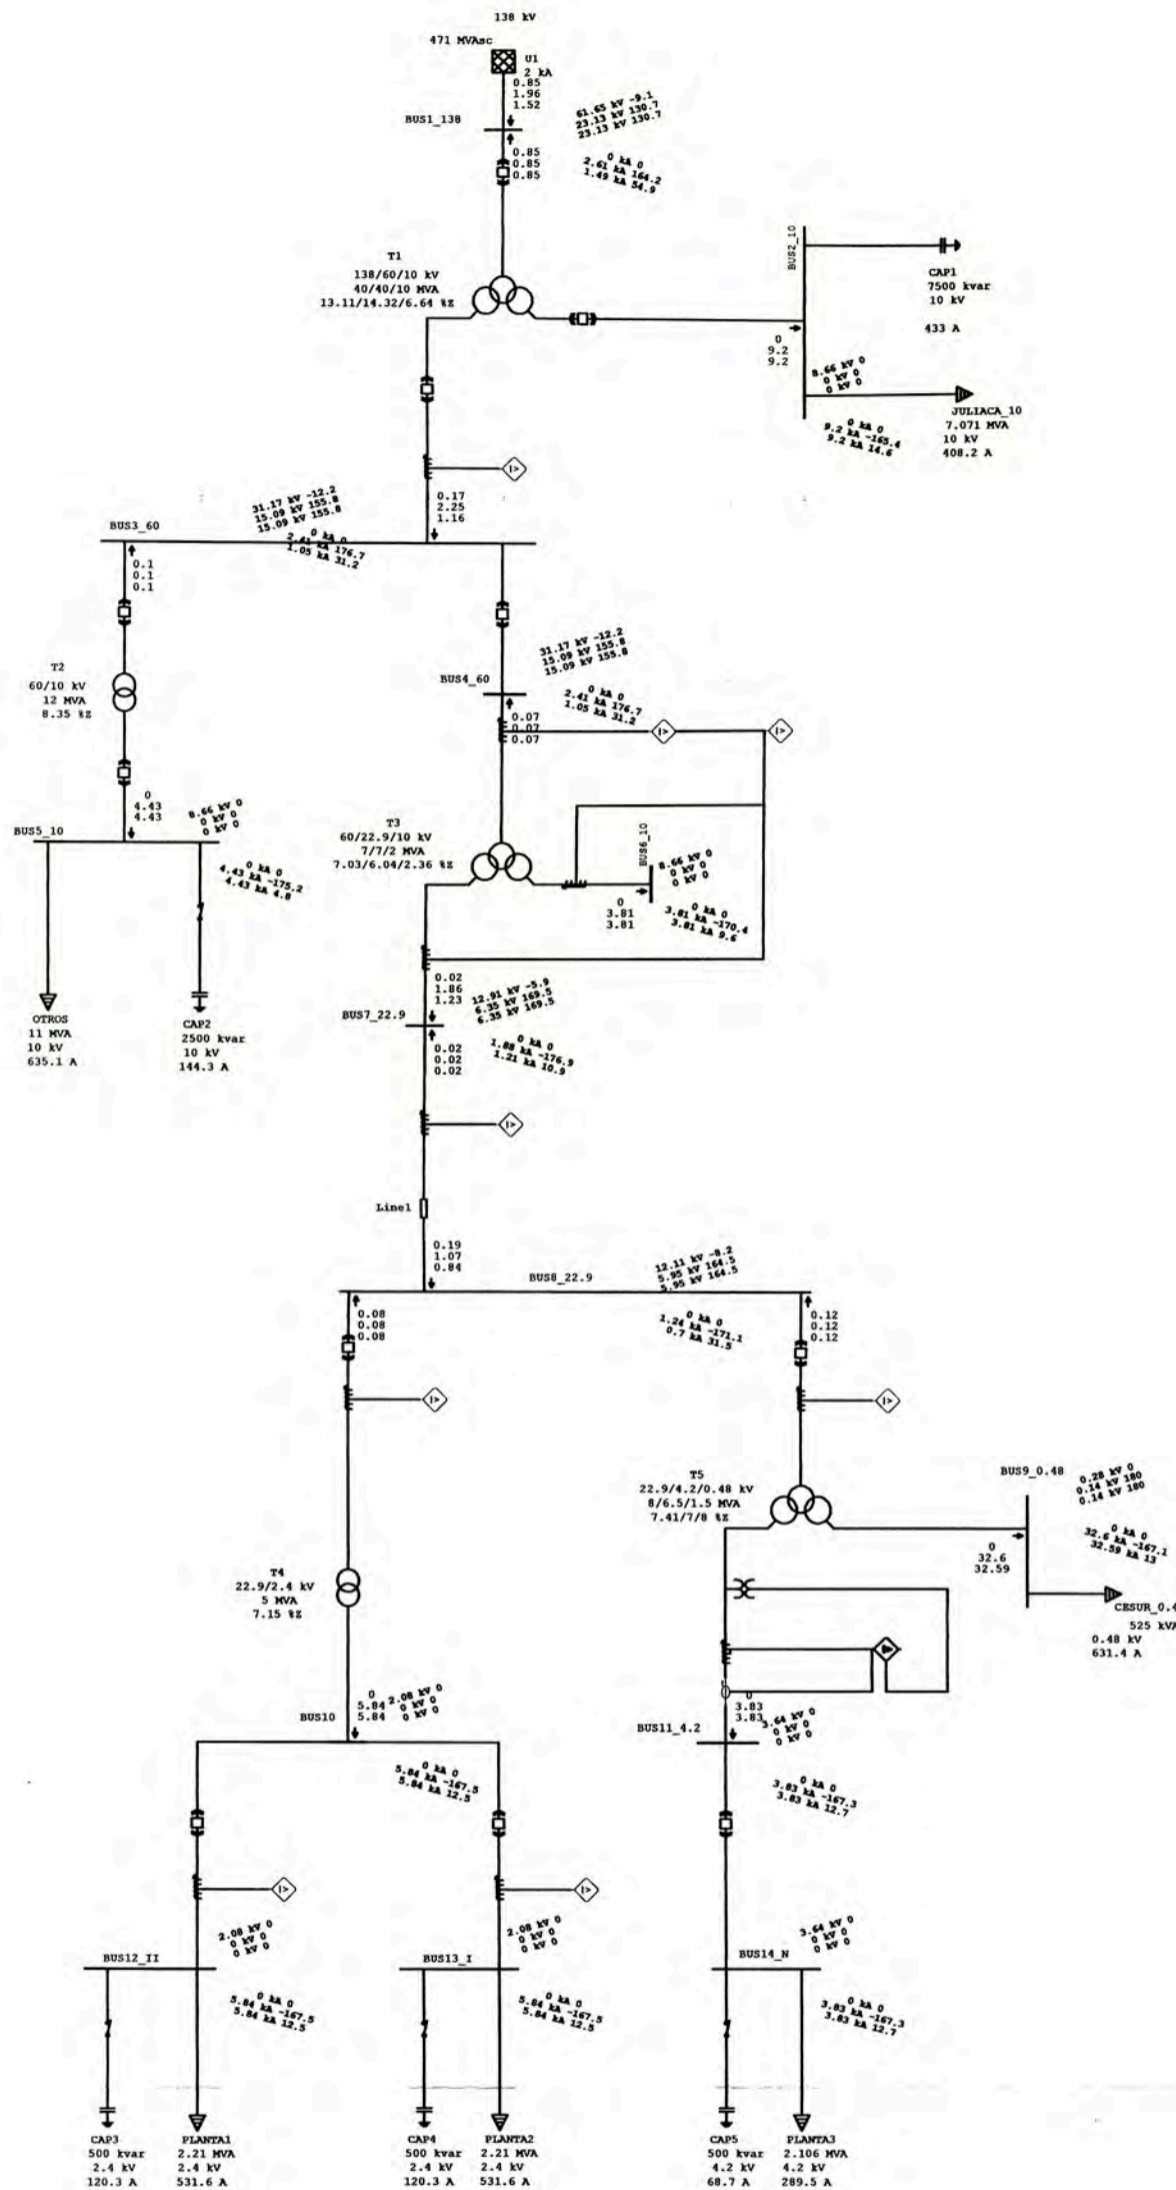 138 kV
471 MVAsc
U1
2 kA
0.85
1.96
1.52
BUS1_138
61.65 kV -9.1
23.13 kV 130.7
23.13 kV 130.7
0.85
0.85
0.85
0 kA 0
2.61 kA 164.2
1.49 kA 54.9
T1
138/60/10 kV
40/40/10 MVA
13.11/14.32/6.64 %Z
BUS2_10
CAP1
7500 kvar
10 kV
433 A
0
9.2
9.2
8.66 kV 0
0 kV 0
0 kV 0
JULIACA_10
7.071 MVA
10 kV
408.2 A
0 kA 0
9.2 kA -165.4
9.2 kA 14.6
I>
0.17
2.25
1.16
31.17 kV -12.2
15.09 kV 155.8
15.09 kV 155.8
BUS3_60
0 kA 0
2.41 kA 176.7
1.05 kA 31.2
0.1
0.1
0.1
T2
60/10 kV
12 MVA
8.35 %Z
31.17 kV -12.2
15.09 kV 155.8
15.09 kV 155.8
BUS4_60
0 kA 0
2.41 kA 176.7
1.05 kA 31.2
0.07
0.07
0.07
I>
I>
0
4.43
4.43
8.66 kV 0
0 kV 0
0 kV 0
BUS5_10
0 kA 0
4.43 kA -175.2
4.43 kA 4.8
T3
60/22.9/10 kV
7/7/2 MVA
7.03/6.04/2.36 %Z
BUS6_10
8.66 kV 0
0 kV 0
0 kV 0
0
3.81
3.81
0 kA 0
3.81 kA -170.4
3.81 kA 9.6
OTROS
11 MVA
10 kV
635.1 A
CAP2
2500 kvar
10 kV
144.3 A
0.02
1.86
1.23
12.91 kV -5.9
6.35 kV 169.5
6.35 kV 169.5
BUS7_22.9
0.02
0.02
0.02
0 kA 0
1.88 kA -176.9
1.21 kA 10.9
I>
Line1
0.19
1.07
0.84
BUS8_22.9
12.11 kV -8.2
5.95 kV 164.5
5.95 kV 164.5
0.08
0.08
0.08
0 kA 0
1.24 kA -171.1
0.7 kA 31.5
0.12
0.12
0.12
I>
I>
T5
22.9/4.2/0.48 kV
8/6.5/1.5 MVA
7.41/7/8 %Z
BUS9_0.48
0.28 kV 0
0.14 kV 180
0.14 kV 180
0
32.6
32.59
0 kA 0
32.6 kA -167.1
32.59 kA 13
CESUR_0.4
525 kVA
0.48 kV
631.4 A
T4
22.9/2.4 kV
5 MVA
7.15 %Z
0
5.84
5.84
2.08 kV 0
0 kV 0
0 kV 0
BUS10
0
3.83
3.83
3.64 kV 0
0 kV 0
0 kV 0
BUS11_4.2
0 kA 0
5.84 kA -167.5
5.84 kA 12.5
0 kA 0
3.83 kA -167.3
3.83 kA 12.7
I>
I>
2.08 kV 0
0 kV 0
0 kV 0
BUS12_II
0 kA 0
5.84 kA -167.5
5.84 kA 12.5
2.08 kV 0
0 kV 0
0 kV 0
BUS13_I
0 kA 0
5.84 kA -167.5
5.84 kA 12.5
3.64 kV 0
0 kV 0
0 kV 0
BUS14_N
0 kA 0
3.83 kA -167.3
3.83 kA 12.7
CAP3
500 kvar
2.4 kV
120.3 A
PLANTA1
2.21 MVA
2.4 kV
531.6 A
CAP4
500 kvar
2.4 kV
120.3 A
PLANTA2
2.21 MVA
2.4 kV
531.6 A
CAP5
500 kvar
4.2 kV
68.7 A
PLANTA3
2.106 MVA
4.2 kV
289.5 A